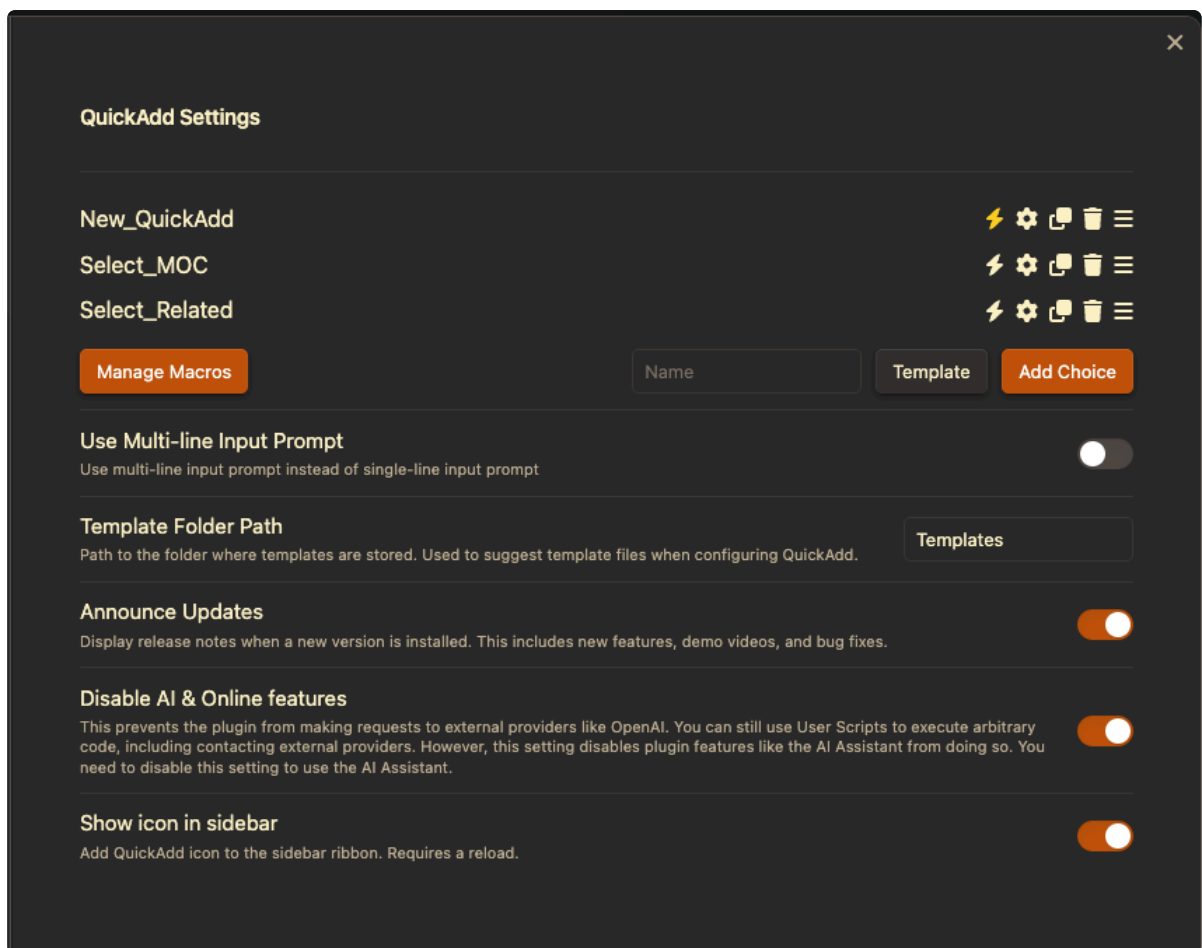 QuickAdd Settings
New_QuickAdd
Select_MOC
Select_Related
Manage Macros
Name
Template
Add Choice
Use Multi-line Input Prompt
Use multi-line input prompt instead of single-line input prompt
Template Folder Path
Path to the folder where templates are stored. Used to suggest template files when configuring QuickAdd.
Templates
Announce Updates
Display release notes when a new version is installed. This includes new features, demo videos, and bug fixes.
Disable AI & Online features
This prevents the plugin from making requests to external providers like OpenAI. You can still use User Scripts to execute arbitrary
code, including contacting external providers. However, this setting disables plugin features like the AI Assistant from doing so. You
need to disable this setting to use the AI Assistant.
Show icon in sidebar
Add QuickAdd icon to the sidebar ribbon. Requires a reload.